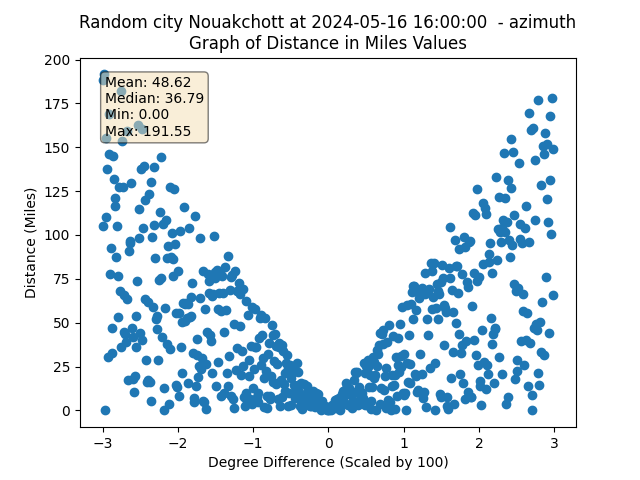 Random city Nouakchott at 2024-05-16 16:00:00 - azimuth
Graph of Distance in Miles Values
Mean: 48.62
Median: 36.79
Min: 0.00
Max: 191.55
Distance (Miles)
200
175
150
125
100
75
50
25
0
−3
−2
−1
0
1
2
3
Degree Difference (Scaled by 100)